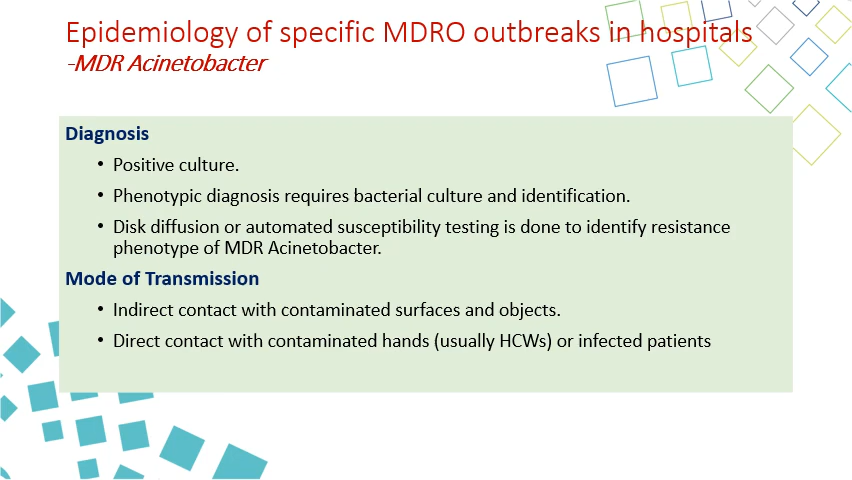 Epidemiology of specific MDRO outbreaks in hospitals
-MDR Acinetobacter
Diagnosis
• Positive culture.
• Phenotypic diagnosis requires bacterial culture and identification.
• Disk diffusion or automated susceptibility testing is done to identify resistance
phenotype of MDR Acinetobacter.
Mode of Transmission
• Indirect contact with contaminated surfaces and objects.
• Direct contact with contaminated hands (usually HCWs) or infected patients